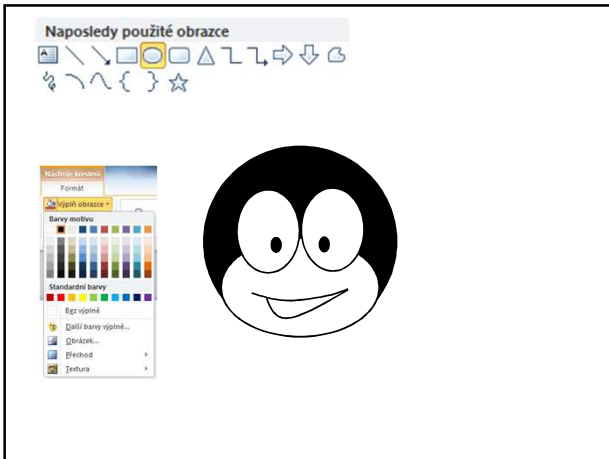 Naposledy použité obrazce
A
Nástroje kreslení
Formát
Výplň obrazce
Barvy motivu
Standardní barvy
Bez výplně
Další barvy výplně...
Obrázek...
Přechod
Textura